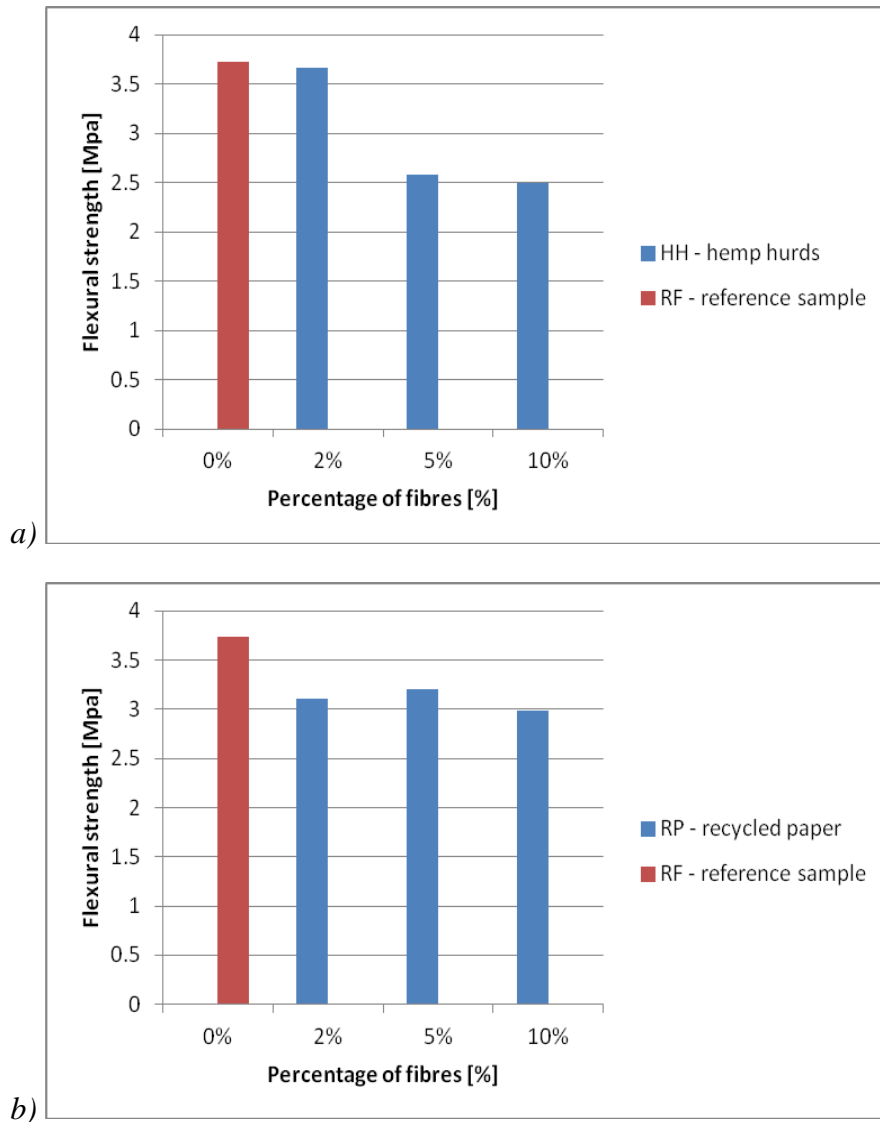 4
3.5
3
2.5
2
1.5
1
0.5
0
Flexural strength [Mpa]
0% 2% 5% 10%
Percentage of fibres [%]
HH - hemp hurds
RF - reference sample
a)
4
3.5
3
2.5
2
1.5
1
0.5
0
Flexural strength [Mpa]
0% 2% 5% 10%
Percentage of fibres [%]
RP - recycled paper
RF - reference sample
b)